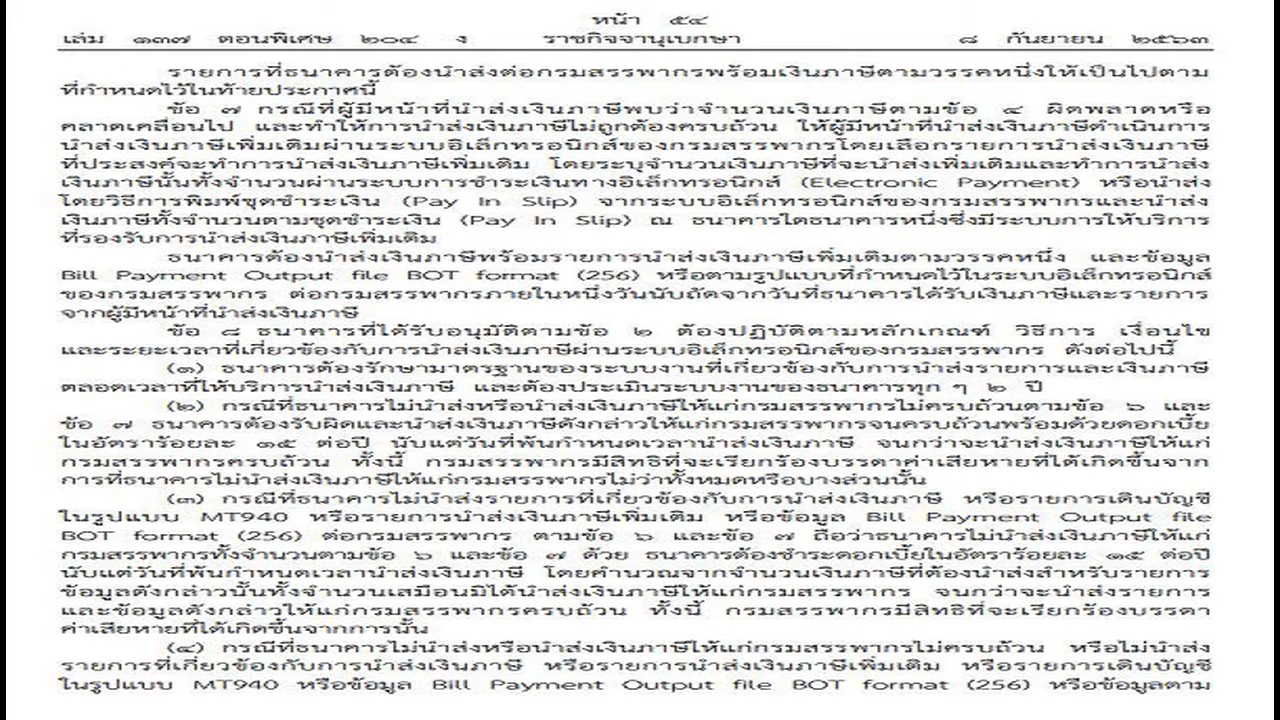 หน้า ๕๔
เล่ม ๑๓๗ ตอนพิเศษ ๒๐๔ ง ราชกิจจานุเบกษา ๘ กันยายน ๒๕๖๓
รายการที่ธนาคารต้องนำส่งต่อกรมสรรพากรพร้อมเงินภาษีตามวรรคหนึ่งให้เป็นไปตาม
ที่กำหนดไว้ในท้ายประกาศนี้
ข้อ ๗ กรณีที่ผู้มีหน้าที่นำส่งเงินภาษีพบว่าจำนวนเงินภาษีตามข้อ ๔ ผิดพลาดหรือ
คลาดเคลื่อนไป และทำให้การนำส่งเงินภาษีไม่ถูกต้องครบถ้วน ให้ผู้มีหน้าที่นำส่งเงินภาษีดำเนินการ
นำส่งเงินภาษีเพิ่มเติมผ่านระบบอิเล็กทรอนิกส์ของกรมสรรพากรโดยเลือกรายการนำส่งเงินภาษี
ที่ประสงค์จะทำการนำส่งเงินภาษีเพิ่มเติม โดยระบุจำนวนเงินภาษีที่จะนำส่งเพิ่มเติมและทำการนำส่ง
เงินภาษีนั้นทั้งจำนวนผ่านระบบการชำระเงินทางอิเล็กทรอนิกส์ (Electronic Payment) หรือนำส่ง
โดยวิธีการพิมพ์ชุดชำระเงิน (Pay In Slip) จากระบบอิเล็กทรอนิกส์ของกรมสรรพากรและนำส่ง
เงินภาษีทั้งจำนวนตามชุดชำระเงิน (Pay In Slip) ณ ธนาคารใดธนาคารหนึ่งซึ่งมีระบบการให้บริการ
ที่รองรับการนำส่งเงินภาษีเพิ่มเติม
ธนาคารต้องนำส่งเงินภาษีพร้อมรายการนำส่งเงินภาษีเพิ่มเติมตามวรรคหนึ่ง และข้อมูล
Bill Payment Output file BOT format (256) หรือตามรูปแบบที่กำหนดไว้ในระบบอิเล็กทรอนิกส์
ของกรมสรรพากร ต่อกรมสรรพากรภายในหนึ่งวันนับถัดจากวันที่ธนาคารได้รับเงินภาษีและรายการ
จากผู้มีหน้าที่นำส่งเงินภาษี
ข้อ ๘ ธนาคารที่ได้รับอนุมัติตามข้อ ๒ ต้องปฏิบัติตามหลักเกณฑ์ วิธีการ เงื่อนไข
และระยะเวลาที่เกี่ยวข้องกับการนำส่งเงินภาษีผ่านระบบอิเล็กทรอนิกส์ของกรมสรรพากร ดังต่อไปนี้
(๑) ธนาคารต้องรักษามาตรฐานของระบบงานที่เกี่ยวข้องกับการนำส่งรายการและเงินภาษี
ตลอดเวลาที่ให้บริการนำส่งเงินภาษี และต้องประเมินระบบงานของธนาคารทุก ๆ ๒ ปี
(๒) กรณีที่ธนาคารไม่นำส่งหรือนำส่งเงินภาษีให้แก่กรมสรรพากรไม่ครบถ้วนตามข้อ ๖ และ
ข้อ ๗ ธนาคารต้องรับผิดและนำส่งเงินภาษีดังกล่าวให้แก่กรมสรรพากรจนครบถ้วนพร้อมด้วยดอกเบี้ย
ในอัตราร้อยละ ๑๕ ต่อปี นับแต่วันที่พ้นกำหนดเวลานำส่งเงินภาษี จนกว่าจะนำส่งเงินภาษีให้แก่
กรมสรรพากรครบถ้วน ทั้งนี้ กรมสรรพากรมีสิทธิที่จะเรียกร้องบรรดาค่าเสียหายที่ได้เกิดขึ้นจาก
การที่ธนาคารไม่นำส่งเงินภาษีให้แก่กรมสรรพากรไม่ว่าทั้งหมดหรือบางส่วนนั้น
(๓) กรณีที่ธนาคารไม่นำส่งรายการที่เกี่ยวข้องกับการนำส่งเงินภาษี หรือรายการเดินบัญชี
ในรูปแบบ MT940 หรือรายการนำส่งเงินภาษีเพิ่มเติม หรือข้อมูล Bill Payment Output file
BOT format (256) ต่อกรมสรรพากร ตามข้อ ๖ และข้อ ๗ ถือว่าธนาคารไม่นำส่งเงินภาษีให้แก่
กรมสรรพากรทั้งจำนวนตามข้อ ๖ และข้อ ๗ ด้วย ธนาคารต้องชำระดอกเบี้ยในอัตราร้อยละ ๑๕ ต่อปี
นับแต่วันที่พ้นกำหนดเวลานำส่งเงินภาษี โดยคำนวณจากจำนวนเงินภาษีที่ต้องนำส่งสำหรับรายการ
ข้อมูลดังกล่าวนั้นทั้งจำนวนเสมือนมิได้นำส่งเงินภาษีให้แก่กรมสรรพากร จนกว่าจะนำส่งรายการ
และข้อมูลดังกล่าวให้แก่กรมสรรพากรครบถ้วน ทั้งนี้ กรมสรรพากรมีสิทธิที่จะเรียกร้องบรรดา
ค่าเสียหายที่ได้เกิดขึ้นจากการนั้น
(๔) กรณีที่ธนาคารไม่นำส่งหรือนำส่งเงินภาษีให้แก่กรมสรรพากรไม่ครบถ้วน หรือไม่นำส่ง
รายการที่เกี่ยวข้องกับการนำส่งเงินภาษี หรือรายการนำส่งเงินภาษีเพิ่มเติม หรือรายการเดินบัญชี
ในรูปแบบ MT940 หรือข้อมูล Bill Payment Output file BOT format (256) หรือข้อมูลตาม